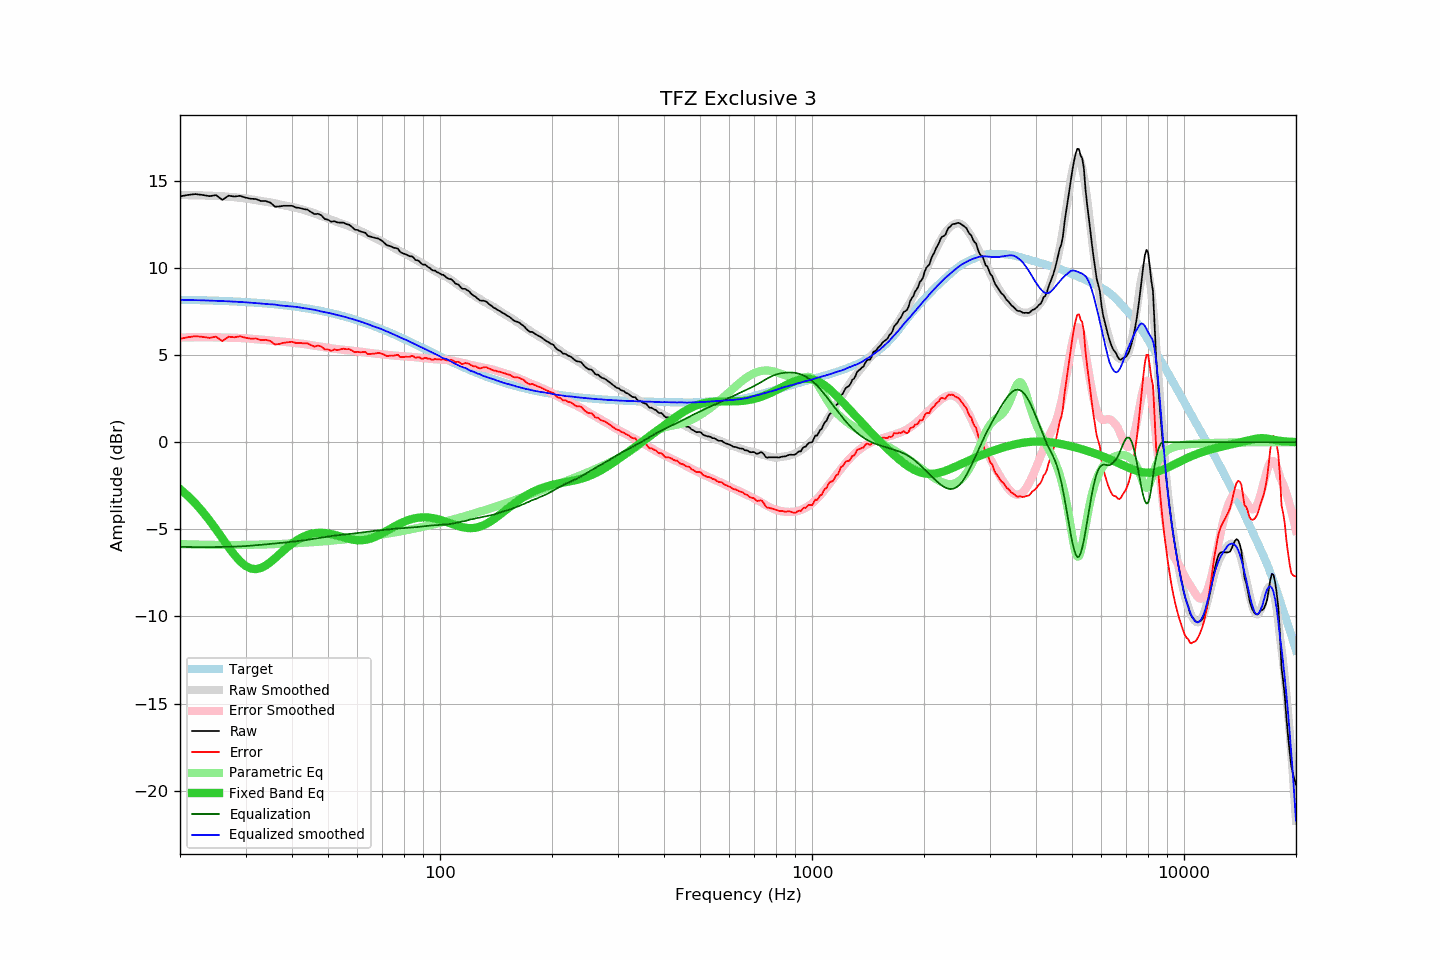 TFZ Exclusive 3
Amplitude (dBr)
15
10
5
0
−5
−10
−15
−20
Target
Raw Smoothed
Error Smoothed
Raw
Error
Parametric Eq
Fixed Band Eq
Equalization
Equalized smoothed
100
1000
10000
Frequency (Hz)